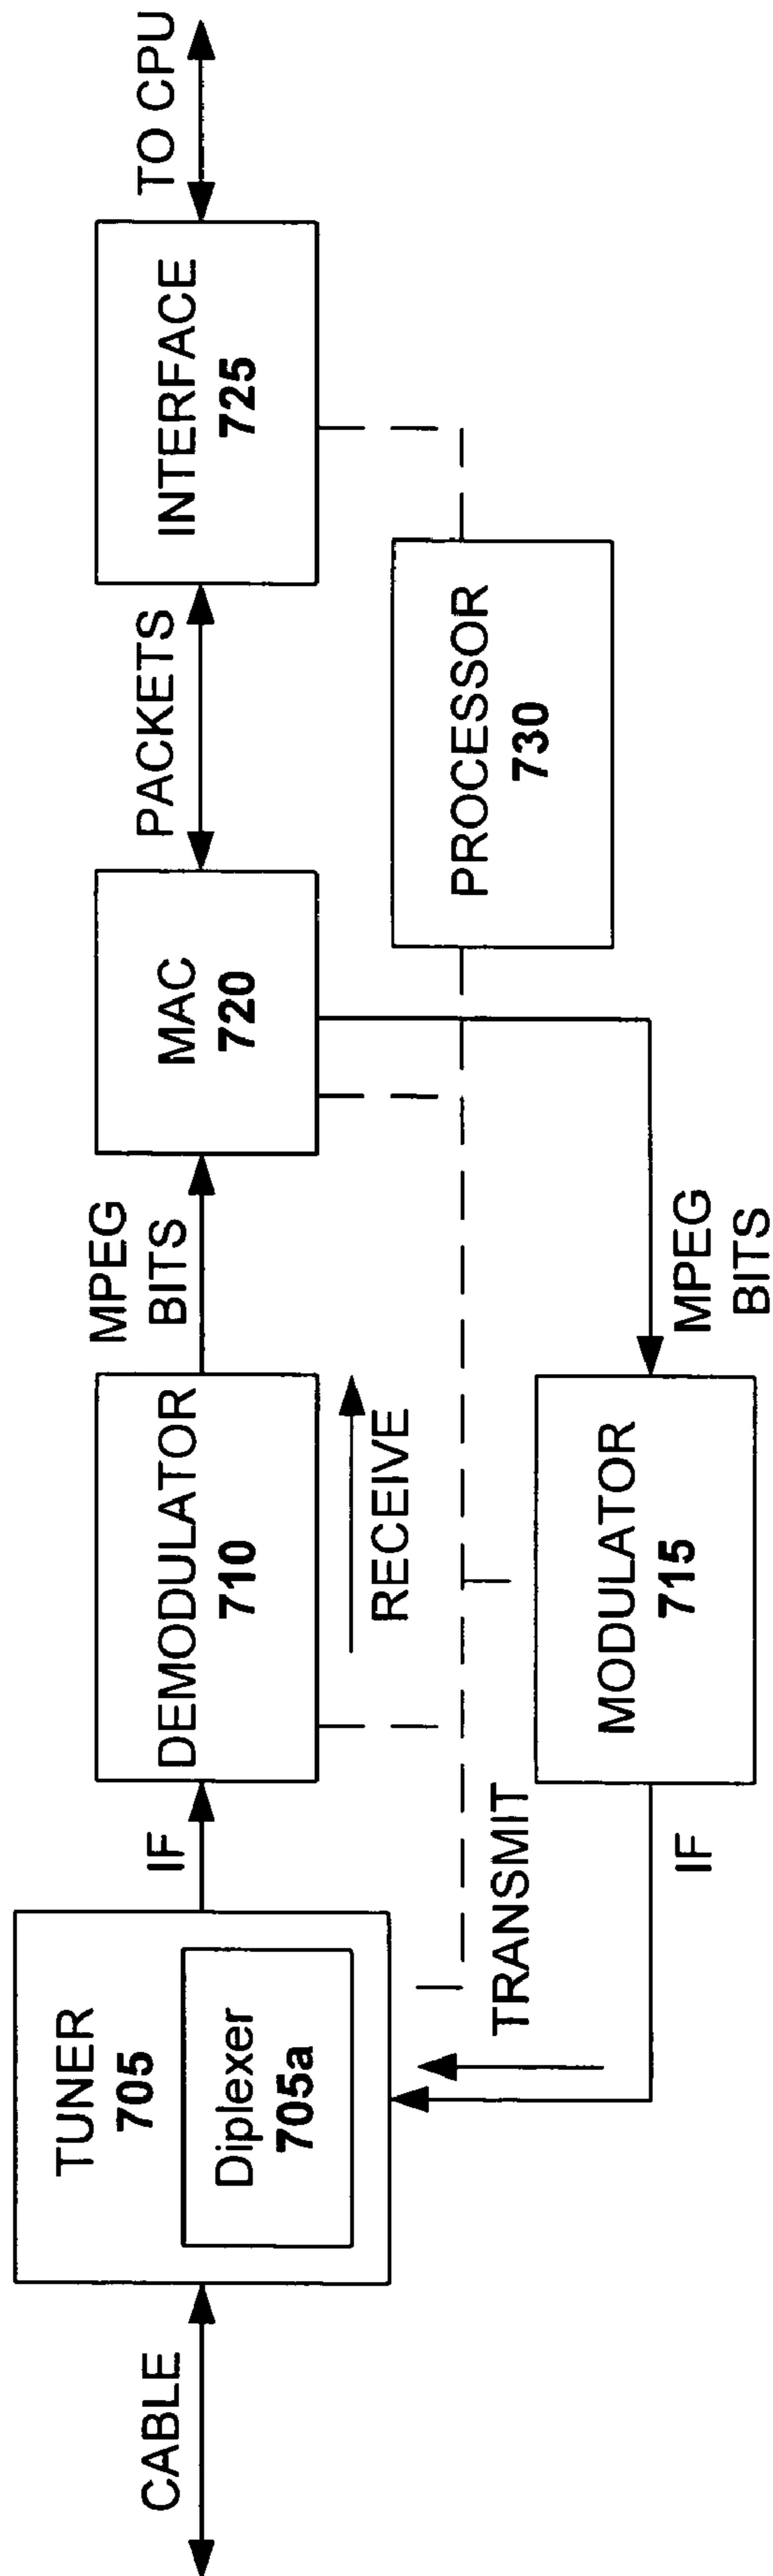 CABLE
TUNER
705
Diplexer
705a
IF
DEMODULATOR
710
MPEG
BITS
MAC
720
PACKETS
INTERFACE
725
TO CPU
RECEIVE
TRANSMIT
PROCESSOR
730
IF
MODULATOR
715
MPEG
BITS